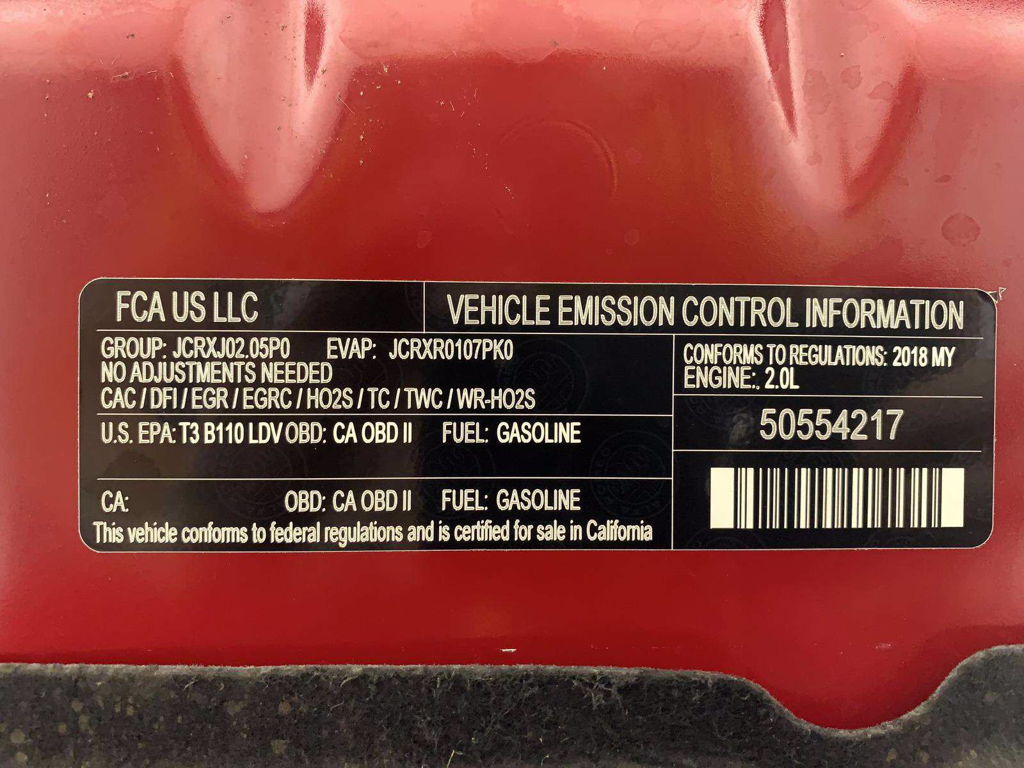 FCA US LLC
VEHICLE EMISSION CONTROL INFORMATION
GROUP: JCRXJ02.05P0 EVAP: JCRXR0107PK0
NO ADJUSTMENTS NEEDED
CAC / DFI / EGR / EGRC / HO2S / TC / TWC / WR-HO2S
CONFORMS TO REGULATIONS: 2018 MY
ENGINE: 2.0L
U.S. EPA: T3 B110 LDV OBD: CA OBD II FUEL: GASOLINE
50554217
CA: OBD: CA OBD II FUEL: GASOLINE
This vehicle conforms to federal regulations and is certified for sale in California